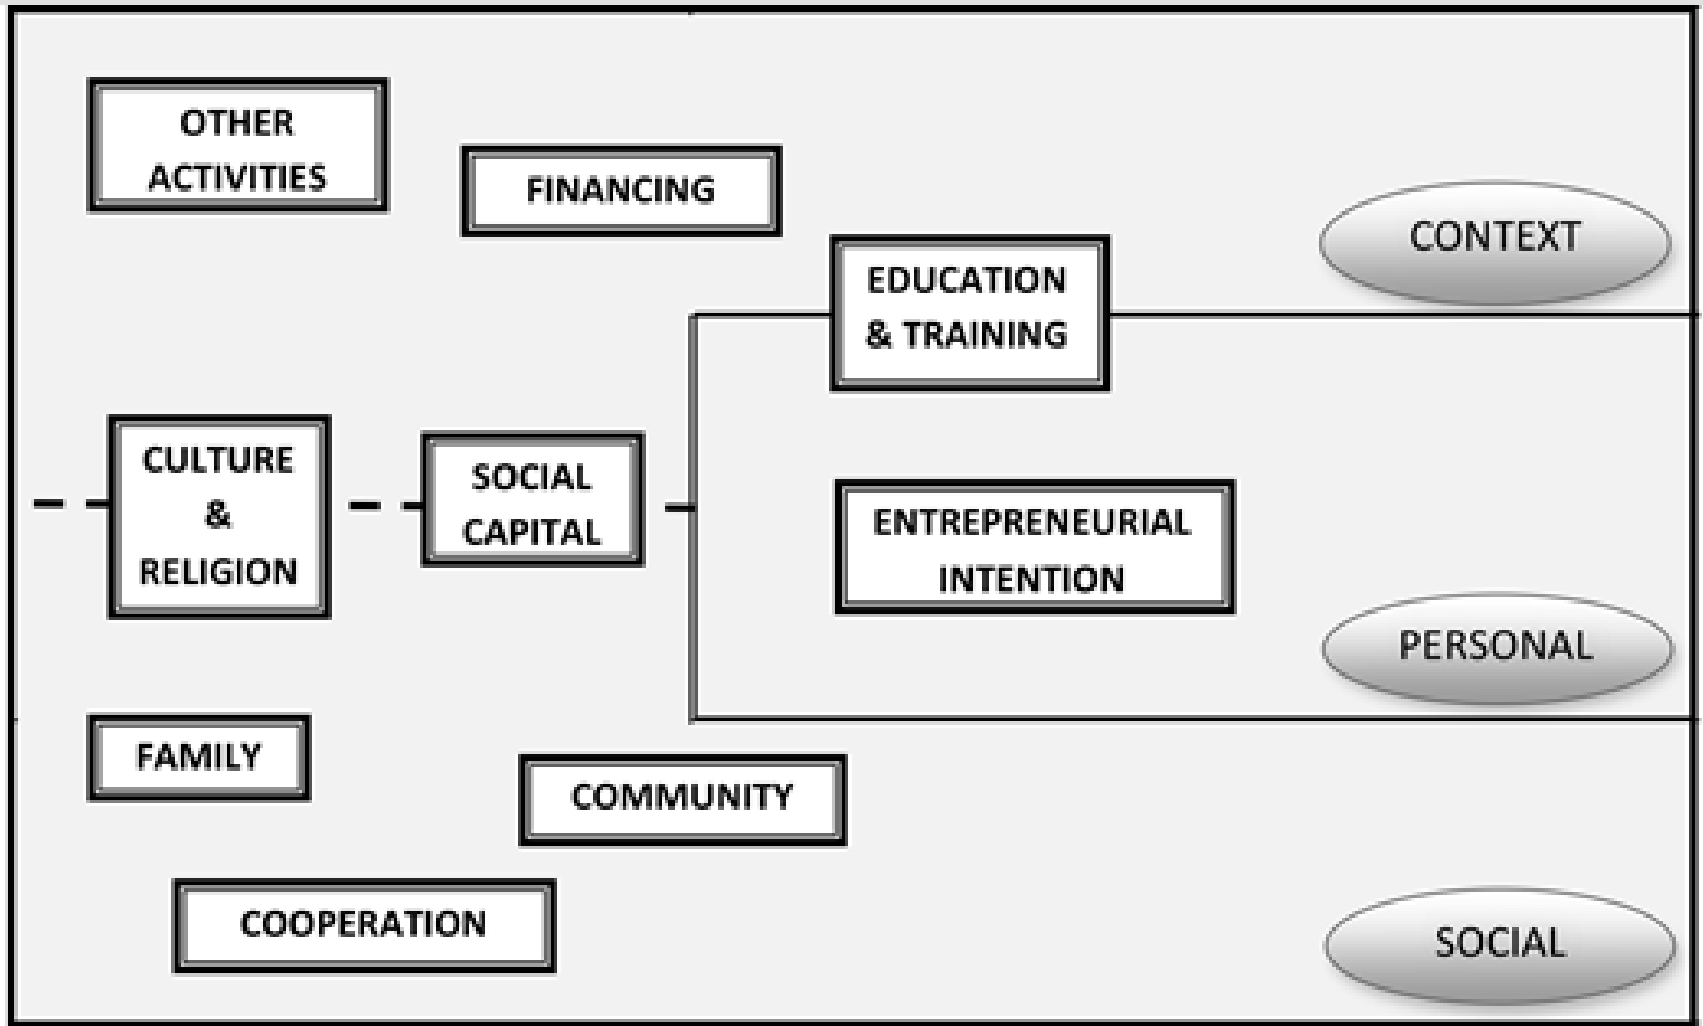 OTHER
ACTIVITIES
FINANCING
CONTEXT
EDUCATION
& TRAINING
CULTURE
&
RELIGION
SOCIAL
CAPITAL
ENTREPRENEURIAL
INTENTION
PERSONAL
FAMILY
COMMUNITY
COOPERATION
SOCIAL